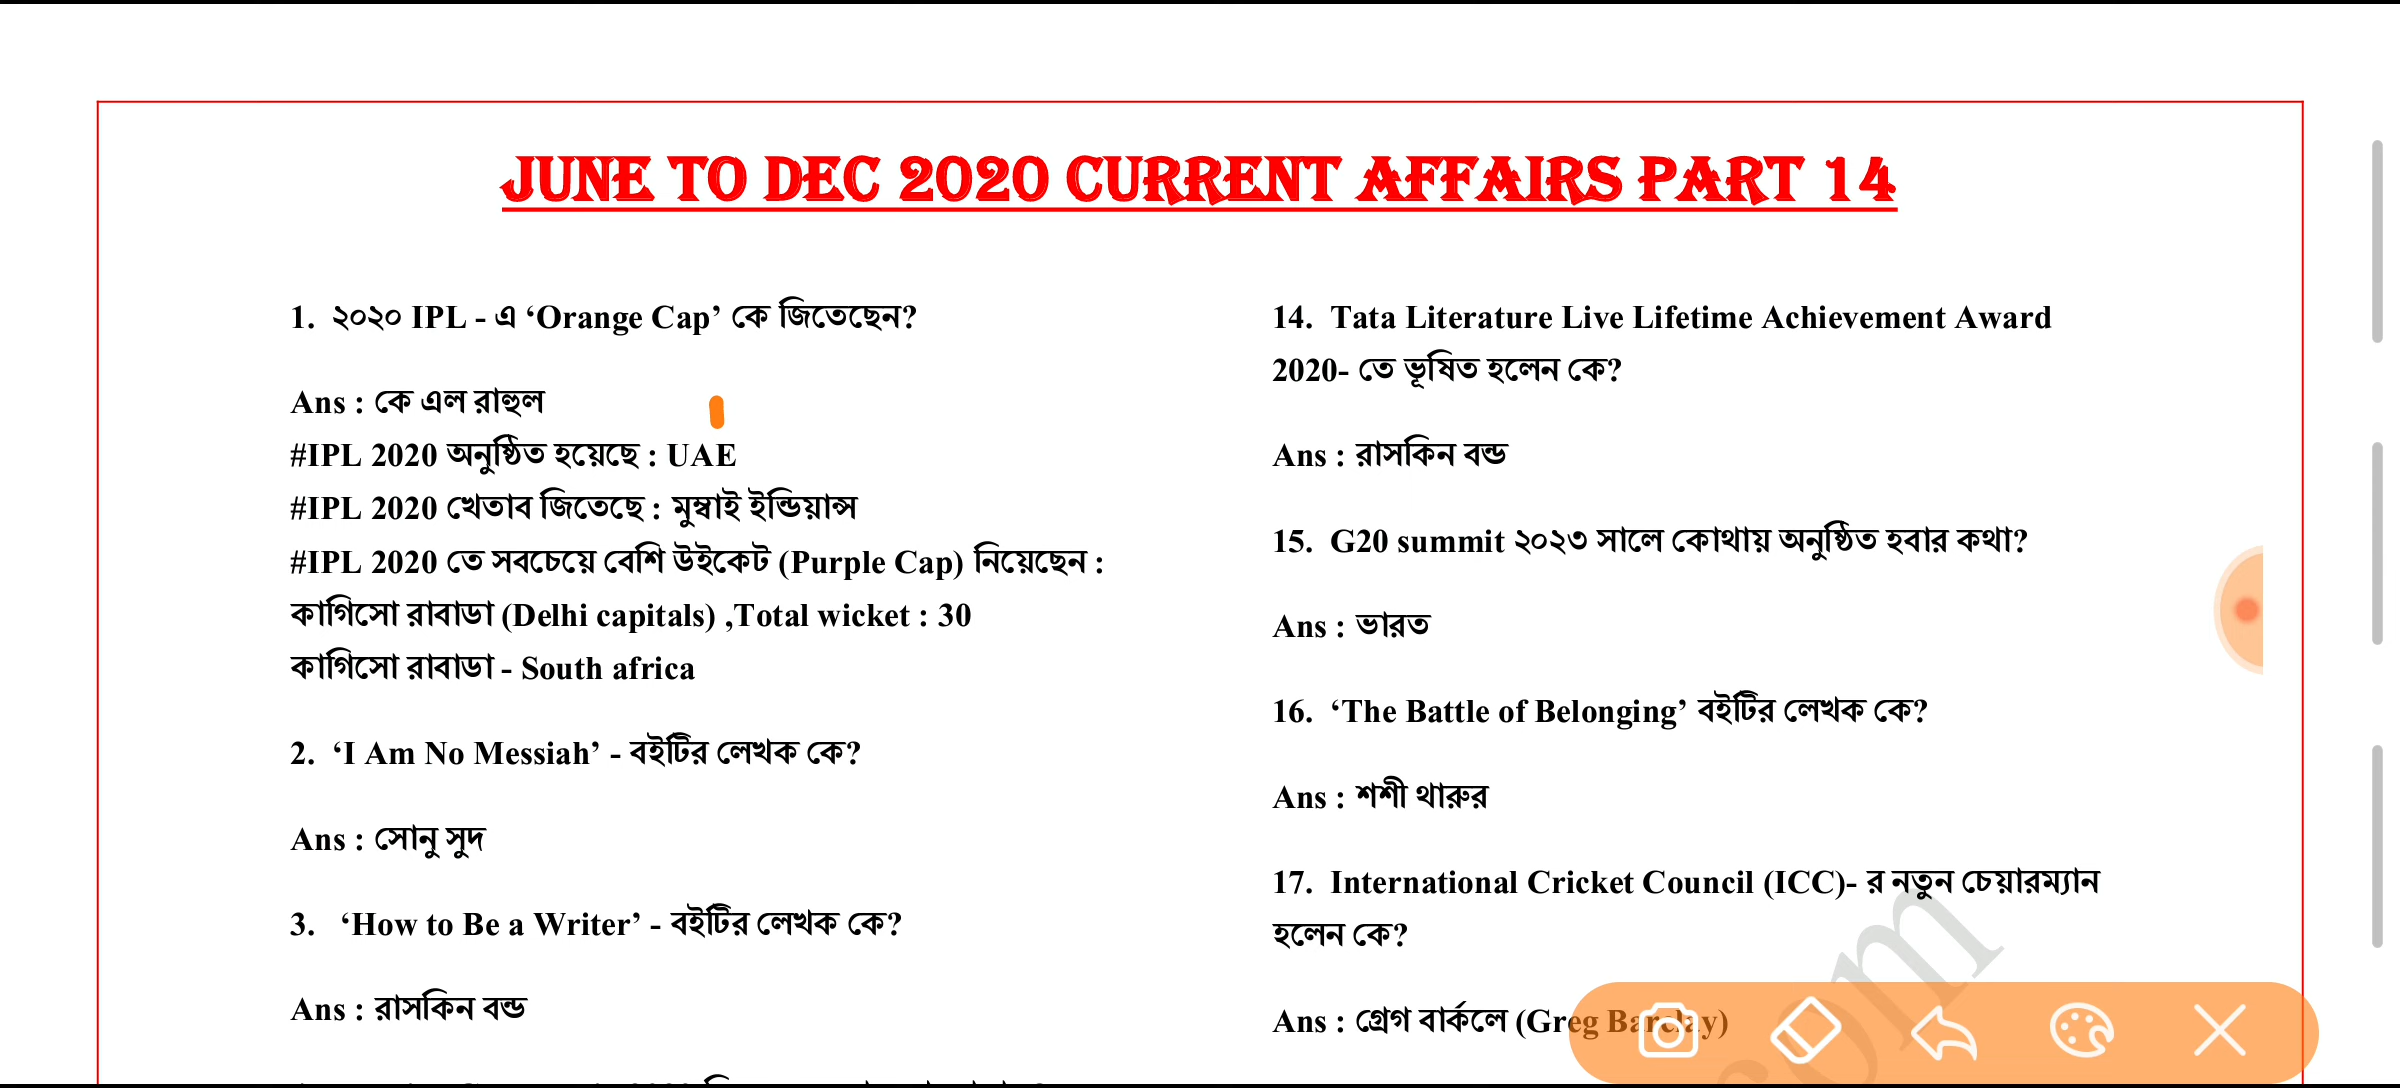 JUNE TO DEC 2020 CURRENT AFFAIRS PART 14
1. ২০২০ IPL - এ ‘Orange Cap’ কে জিতেছেন?
Ans : কে এল রাহুল
#IPL 2020 অনুষ্ঠিত হয়েছে : UAE
#IPL 2020 খেতাব জিতেছে : মুম্বাই ইন্ডিয়ান্স
#IPL 2020 তে সবচেয়ে বেশি উইকেট (Purple Cap) নিয়েছেন :
কাগিসো রাবাডা (Delhi capitals) ,Total wicket : 30
কাগিসো রাবাডা - South africa
2. ‘I Am No Messiah’ - বইটির লেখক কে?
Ans : সোনু সুদ
3. ‘How to Be a Writer’ - বইটির লেখক কে?
Ans : রাসকিন বন্ড
14. Tata Literature Live Lifetime Achievement Award
2020- তে ভূষিত হলেন কে?
Ans : রাসকিন বন্ড
15. G20 summit ২০২৩ সালে কোথায় অনুষ্ঠিত হবার কথা?
Ans : ভারত
16. ‘The Battle of Belonging’ বইটির লেখক কে?
Ans : শশী থারুর
17. International Cricket Council (ICC)- র নতুন চেয়ারম্যান
হলেন কে?
Ans : গ্রেগ বার্কলে (Greg Barclay)
om